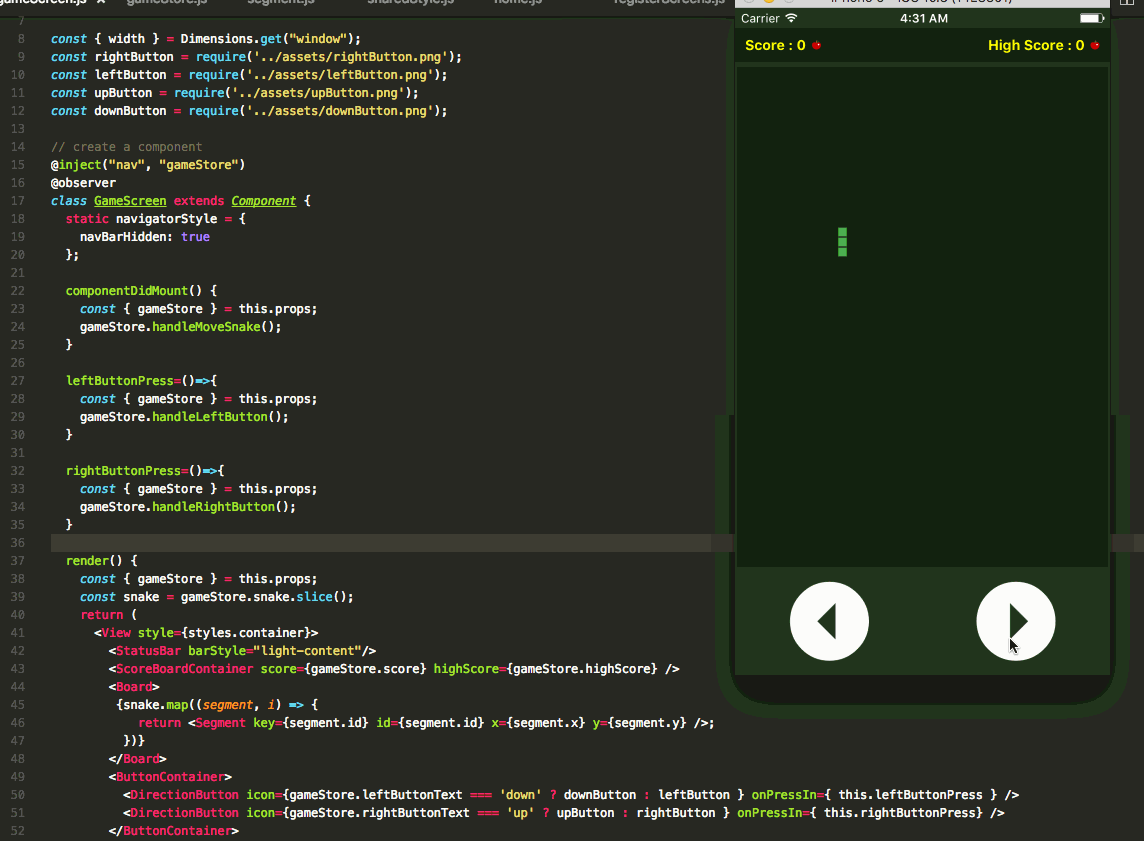 gameScreen.js × gameStore.js segment.js sharedStyle.js home.js registerScreens.js
7
8 const { width } = Dimensions.get("window");
9 const rightButton = require('../assets/rightButton.png');
10 const leftButton = require('../assets/leftButton.png');
11 const upButton = require('../assets/upButton.png');
12 const downButton = require('../assets/downButton.png');
13
14 // create a component
15 @inject("nav", "gameStore")
16 @observer
17 class GameScreen extends Component {
18 static navigatorStyle = {
19 navBarHidden: true
20 };
21
22 componentDidMount() {
23 const { gameStore } = this.props;
24 gameStore.handleMoveSnake();
25 }
26
27 leftButtonPress=()=>{
28 const { gameStore } = this.props;
29 gameStore.handleLeftButton();
30 }
31
32 rightButtonPress=()=>{
33 const { gameStore } = this.props;
34 gameStore.handleRightButton();
35 }
36
37 render() {
38 const { gameStore } = this.props;
39 const snake = gameStore.snake.slice();
40 return (
41 <View style={styles.container}>
42 <StatusBar barStyle="light-content"/>
43 <ScoreBoardContainer score={gameStore.score} highScore={gameStore.highScore} />
44 <Board>
45 {snake.map((segment, i) => {
46 return <Segment key={segment.id} id={segment.id} x={segment.x} y={segment.y} />;
47 })}
48 </Board>
49 <ButtonContainer>
50 <DirectionButton icon={gameStore.leftButtonText === 'down' ? downButton : leftButton } onPressIn={ this.leftButtonPress } />
51 <DirectionButton icon={gameStore.rightButtonText === 'up' ? upButton : rightButton } onPressIn={ this.rightButtonPress} />
52 </ButtonContainer>
Carrier 4:31 AM
Score : 0 High Score : 0